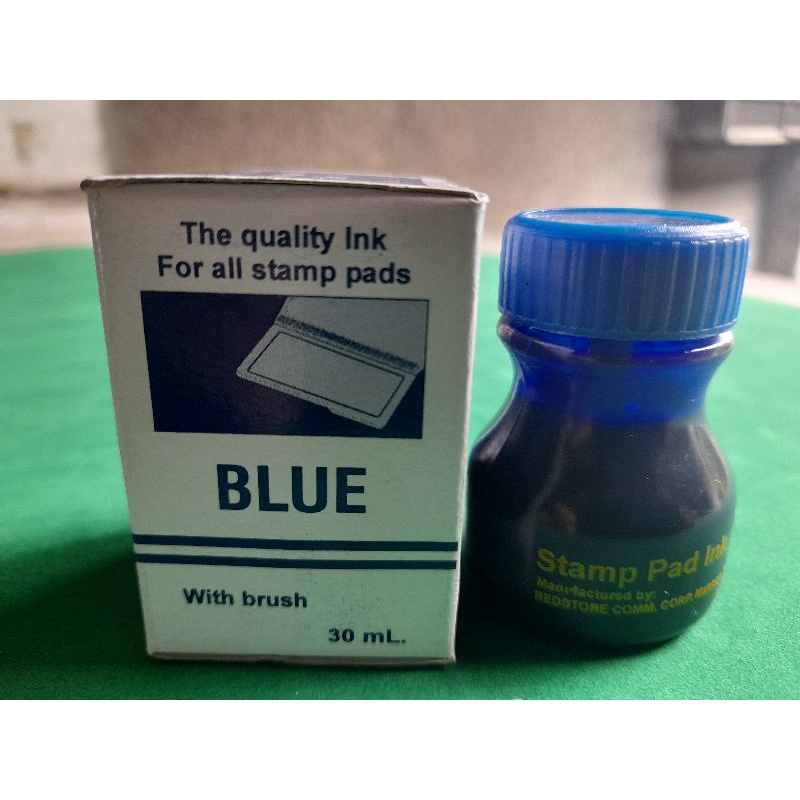 The quality Ink
For all stamp pads
BLUE
With brush
30 mL.
Stamp Pad Ink
Manufactured by:
REDSTONE COMM. CORP.